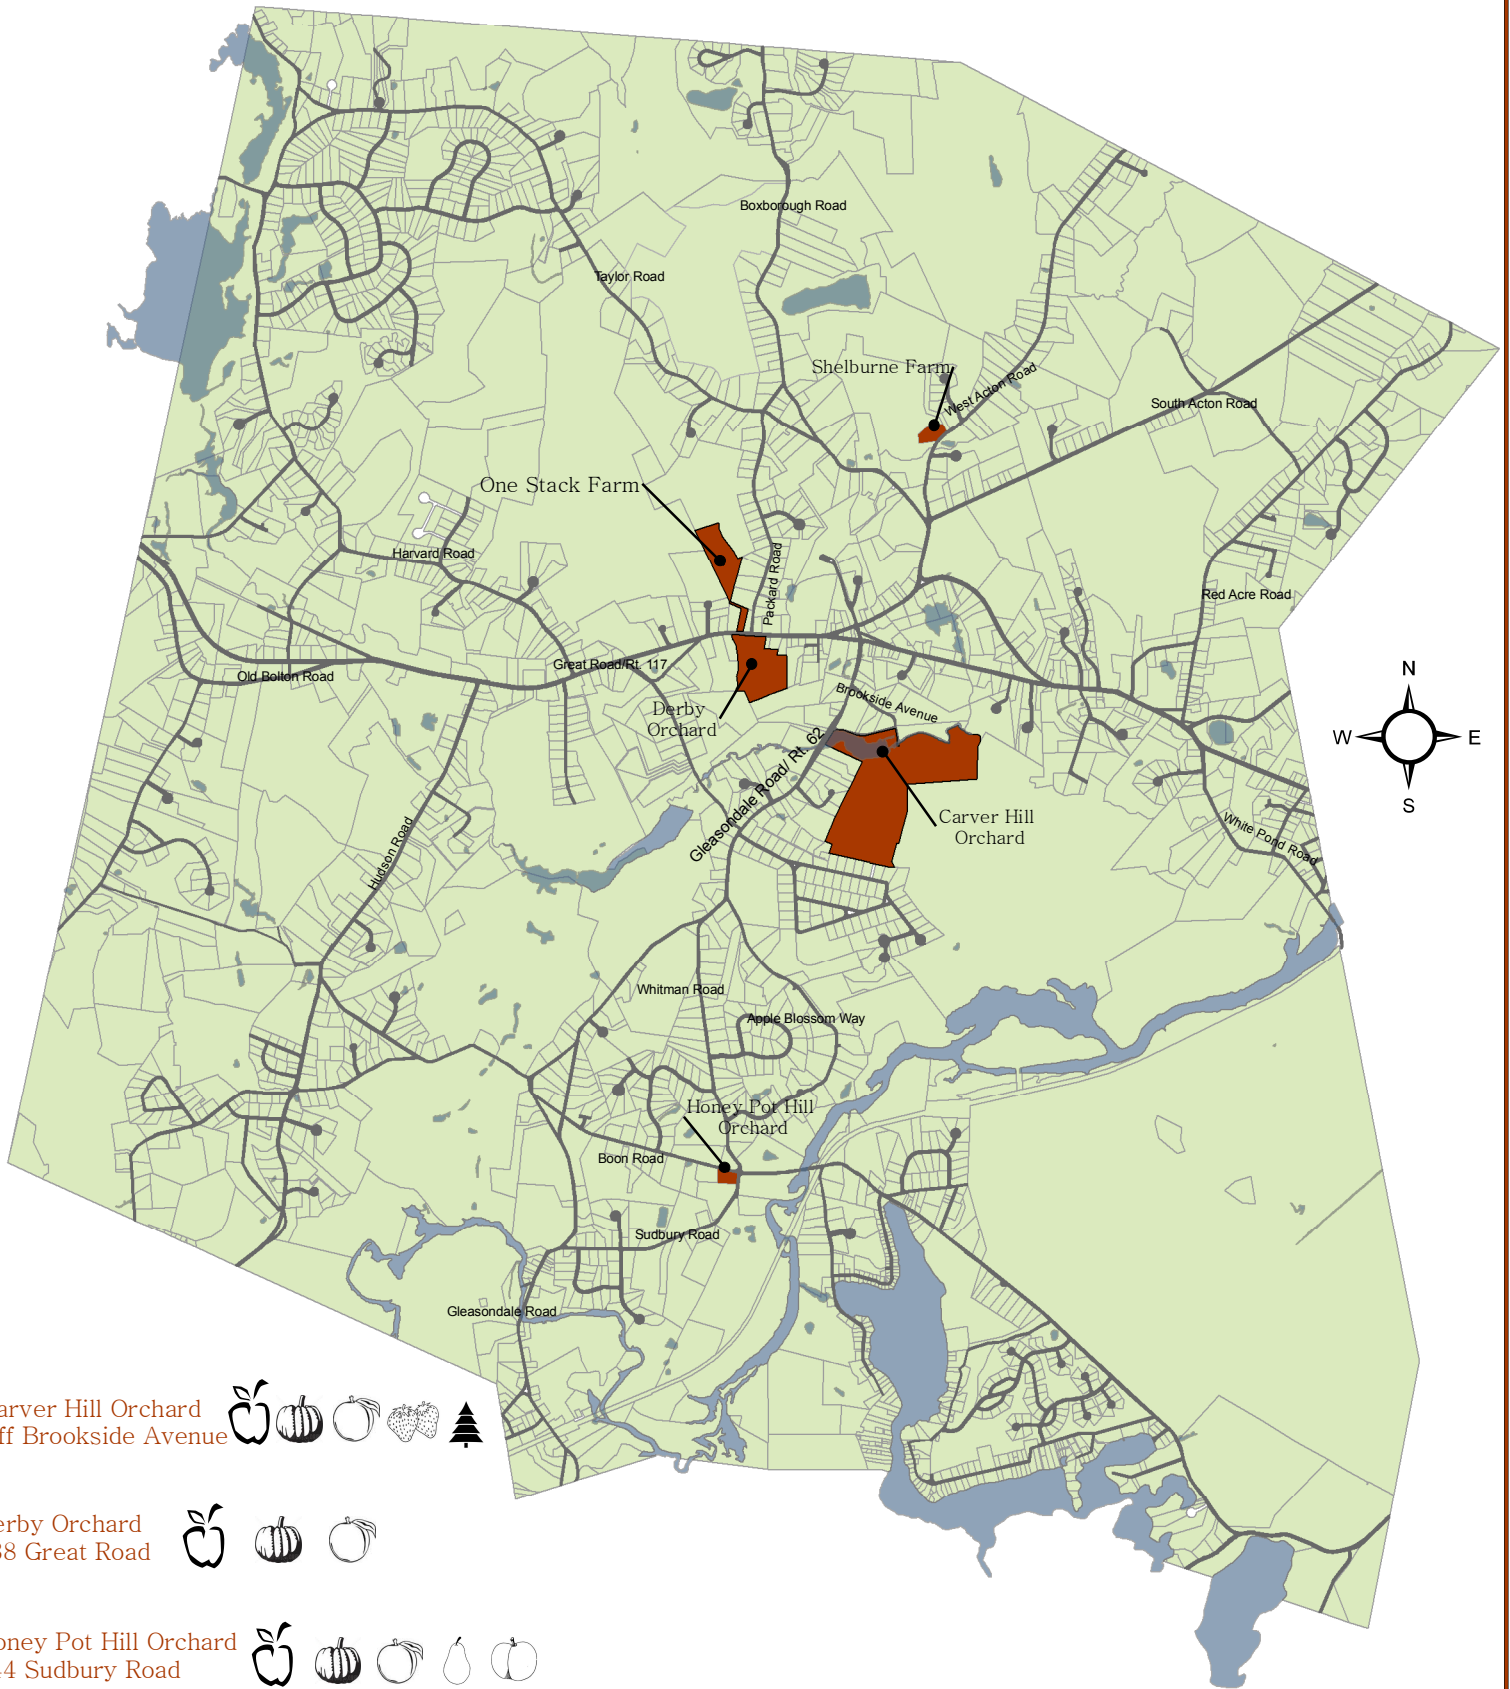 Boxborough Road
Taylor Road
Shelburne Farm
West Acton Road
South Acton Road
One Stack Farm
Harvard Road
Packard Road
Red Acre Road
Great Road/Rt. 117
Old Bolton Road
N
W
E
S
Brookside Avenue
Derby
Orchard
Gleasondale Road/ Rt. 62
Carver Hill
Orchard
White Pond Road
Hudson Road
Whitman Road
Apple Blossom Way
Honey Pot Hill
Orchard
Boon Road
Sudbury Road
Gleasondale Road
arver Hill Orchard
ff Brookside Avenue
erby Orchard
38 Great Road
oney Pot Hill Orchard
44 Sudbury Road